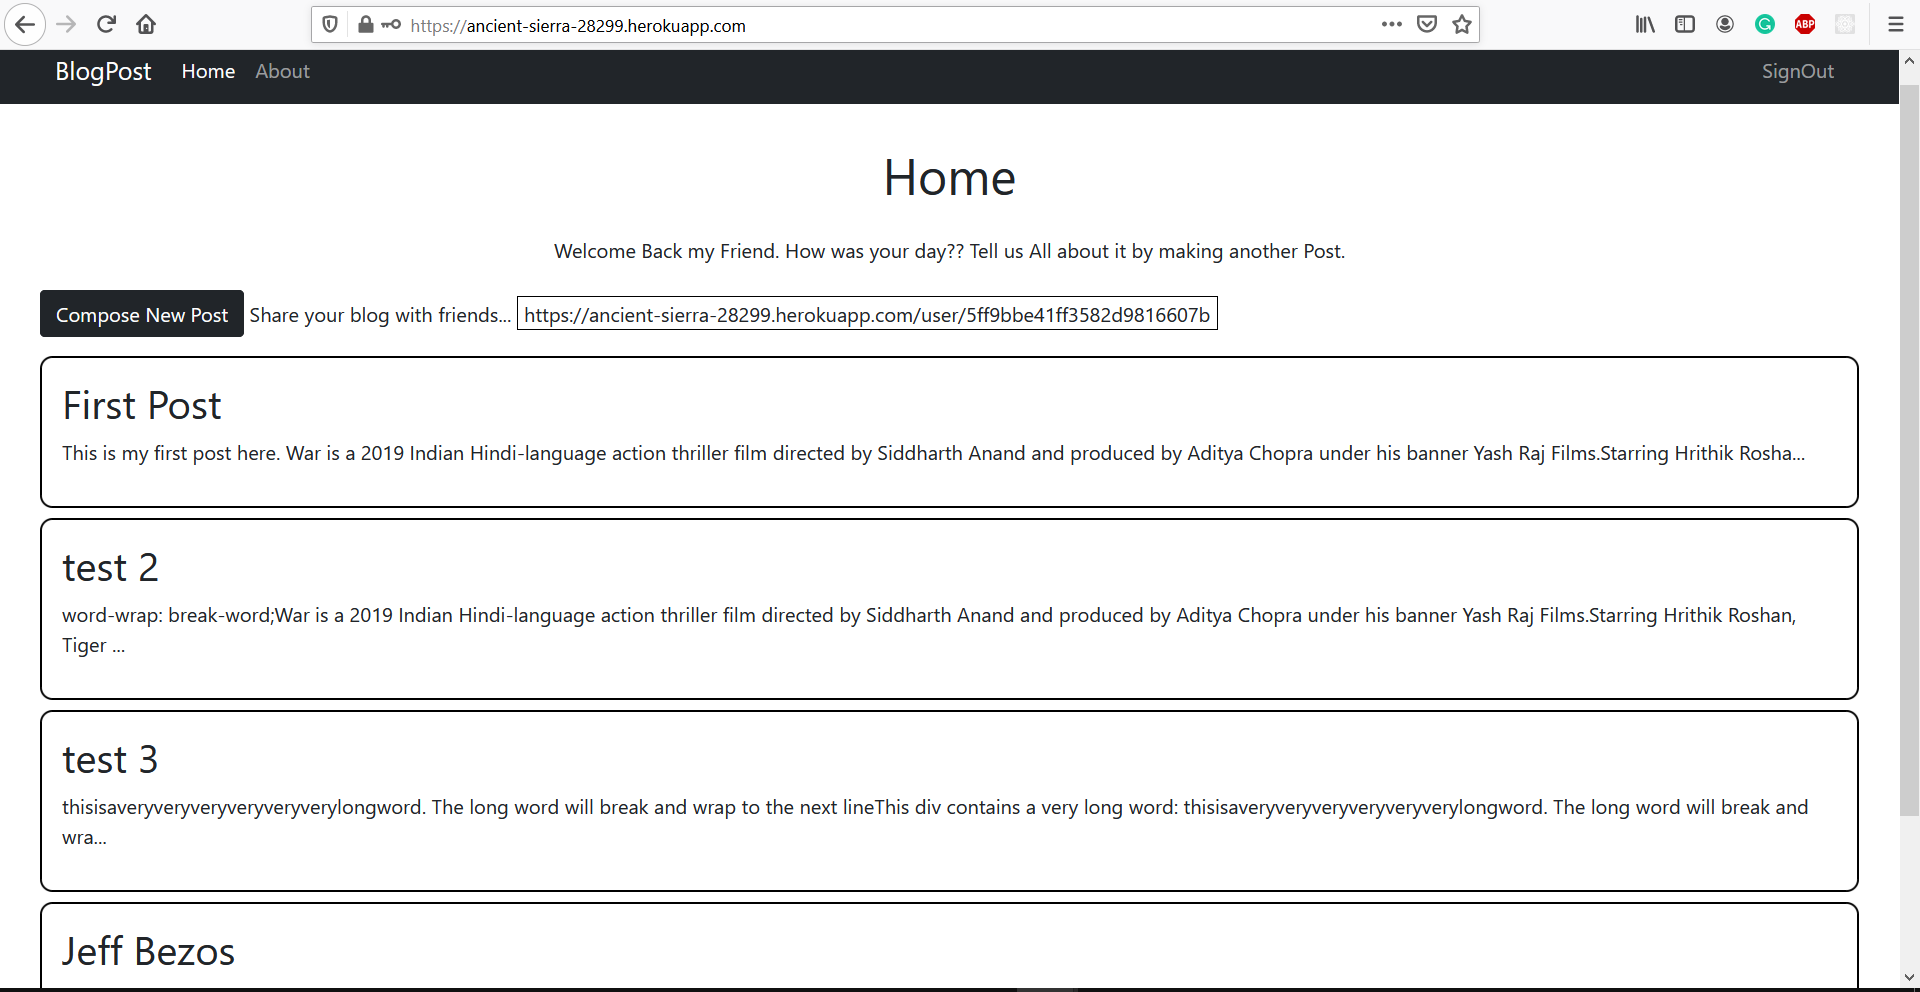 https://ancient-sierra-28299.herokuapp.com
ABP
BlogPost Home About SignOut
Home
Welcome Back my Friend. How was your day?? Tell us All about it by making another Post.
Compose New Post Share your blog with friends... https://ancient-sierra-28299.herokuapp.com/user/5ff9bbe41ff3582d9816607b
First Post
This is my first post here. War is a 2019 Indian Hindi-language action thriller film directed by Siddharth Anand and produced by Aditya Chopra under his banner Yash Raj Films.Starring Hrithik Rosha...
test 2
word-wrap: break-word;War is a 2019 Indian Hindi-language action thriller film directed by Siddharth Anand and produced by Aditya Chopra under his banner Yash Raj Films.Starring Hrithik Roshan,
Tiger ...
test 3
thisisaveryveryveryveryveryverylongword. The long word will break and wrap to the next lineThis div contains a very long word: thisisaveryveryveryveryveryverylongword. The long word will break and
wra...
Jeff Bezos